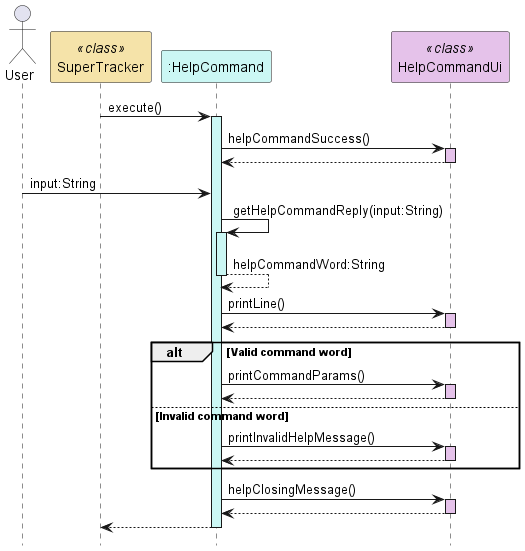 «class»
SuperTracker
:HelpCommand
«class»
HelpCommandUi
User
execute()
helpCommandSuccess()
input:String
getHelpCommandReply(input:String)
helpCommandWord:String
printLine()
alt [Valid command word]
printCommandParams()
[Invalid command word]
printInvalidHelpMessage()
helpClosingMessage()